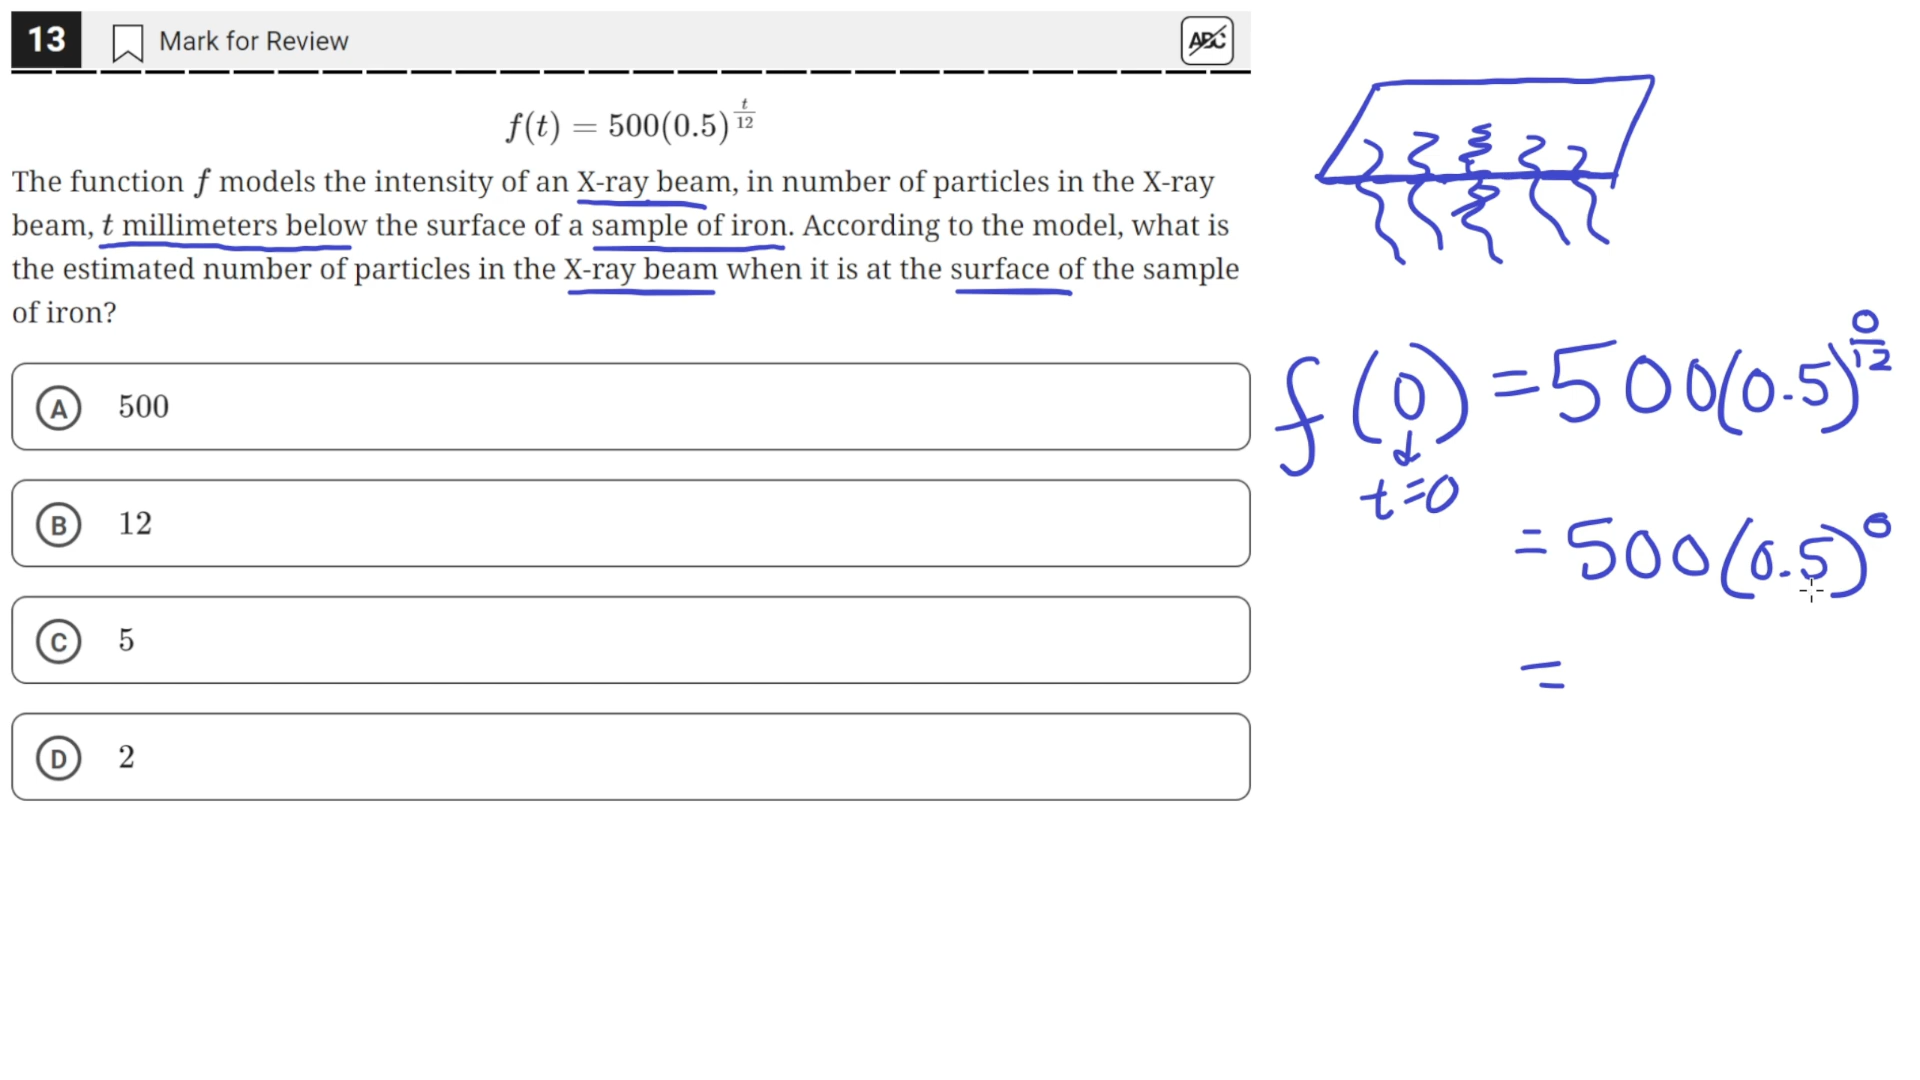 13 Mark for Review ABC
f(t) = 500(0.5)^{t/12}
The function f models the intensity of an X-ray beam, in number of particles in the X-ray
beam, t millimeters below the surface of a sample of iron. According to the model, what is
the estimated number of particles in the X-ray beam when it is at the surface of the sample
of iron?
A 500
B 12
C 5
D 2
f(0) = 500(0.5)^{0/12}
t=0
= 500(0.5)^0
=